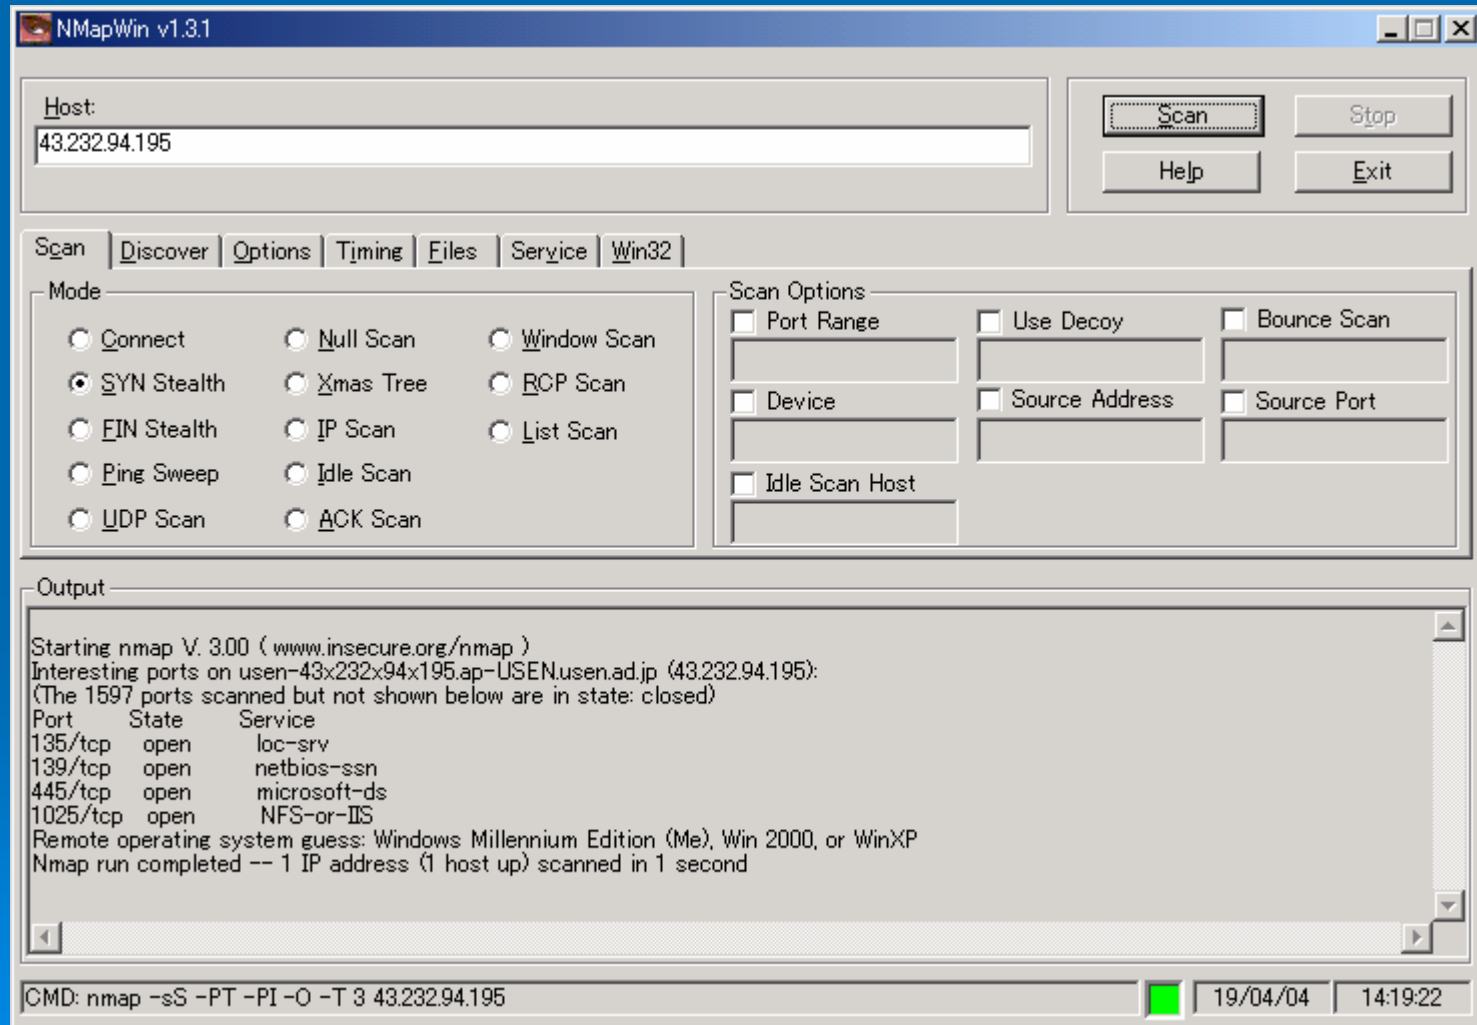 NMapWin v1.3.1
Host:
43.232.94.195
Scan
Stop
Help
Exit
Scan Discover Options Timing Files Service Win32
Mode
Connect Null Scan Window Scan
SYN Stealth Xmas Tree RCP Scan
FIN Stealth IP Scan List Scan
Ping Sweep Idle Scan
UDP Scan ACK Scan
Scan Options
Port Range Use Decoy Bounce Scan
Device Source Address Source Port
Idle Scan Host
Output
Starting nmap V. 3.00 ( www.insecure.org/nmap )
Interesting ports on usen-43x232x94x195.ap-USEN.usen.ad.jp (43.232.94.195):
(The 1597 ports scanned but not shown below are in state: closed)
Port State Service
135/tcp open loc-srv
139/tcp open netbios-ssn
445/tcp open microsoft-ds
1025/tcp open NFS-or-IIS
Remote operating system guess: Windows Millennium Edition (Me), Win 2000, or WinXP
Nmap run completed -- 1 IP address (1 host up) scanned in 1 second
CMD: nmap -sS -PT -PI -O -T 3 43.232.94.195
19/04/04
14:19:22